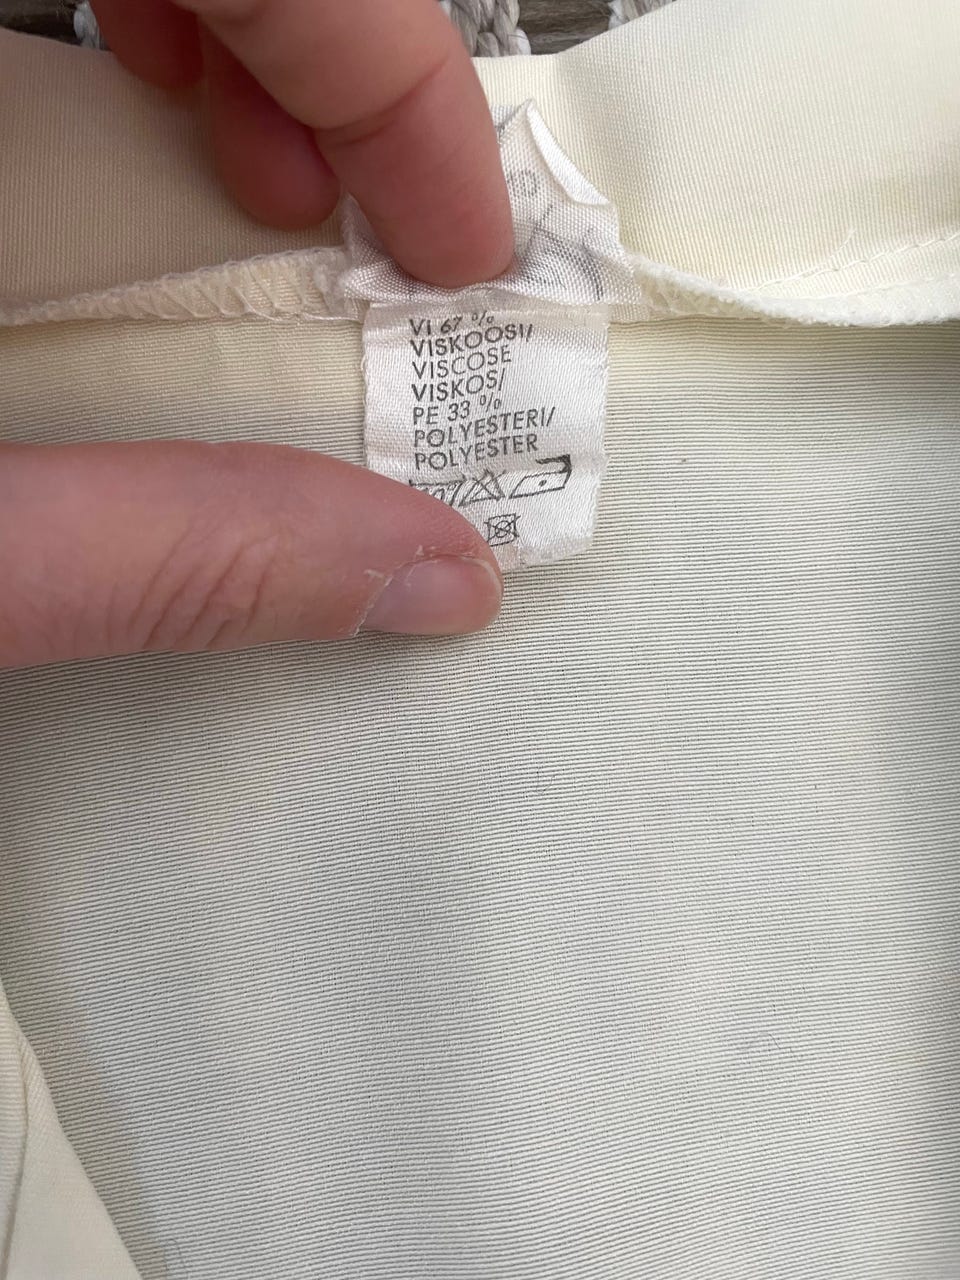 VI 67 %
VISKOOSI/
VISCOSE
VISKOS/
PE 33 %
POLYESTERI/
POLYESTER